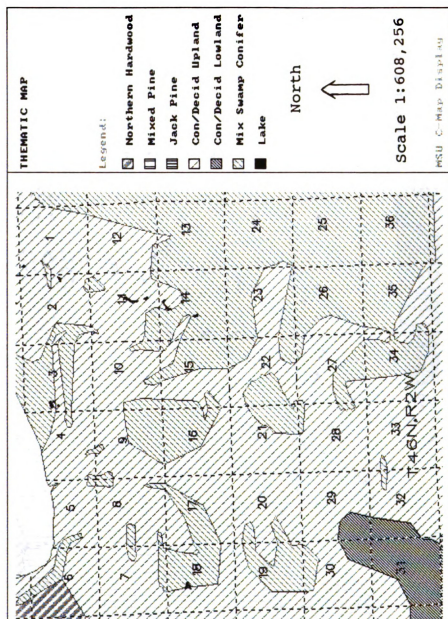 6 5 4 3 2 1
7 8 9 10 11 12
18 17 16 15 14 13
19 20 21 22 23 24
30 29 28 27 26 25
31 32 33 34 35 36
T46N,R2W
THEMATIC MAP
Legend:
Northern Hardwood
Mixed Pine
Jack Pine
Con/Decid Upland
Con/Decid Lowland
Mix Swamp Conifer
Lake
North
Scale 1:608,256
MSU C-Map Display